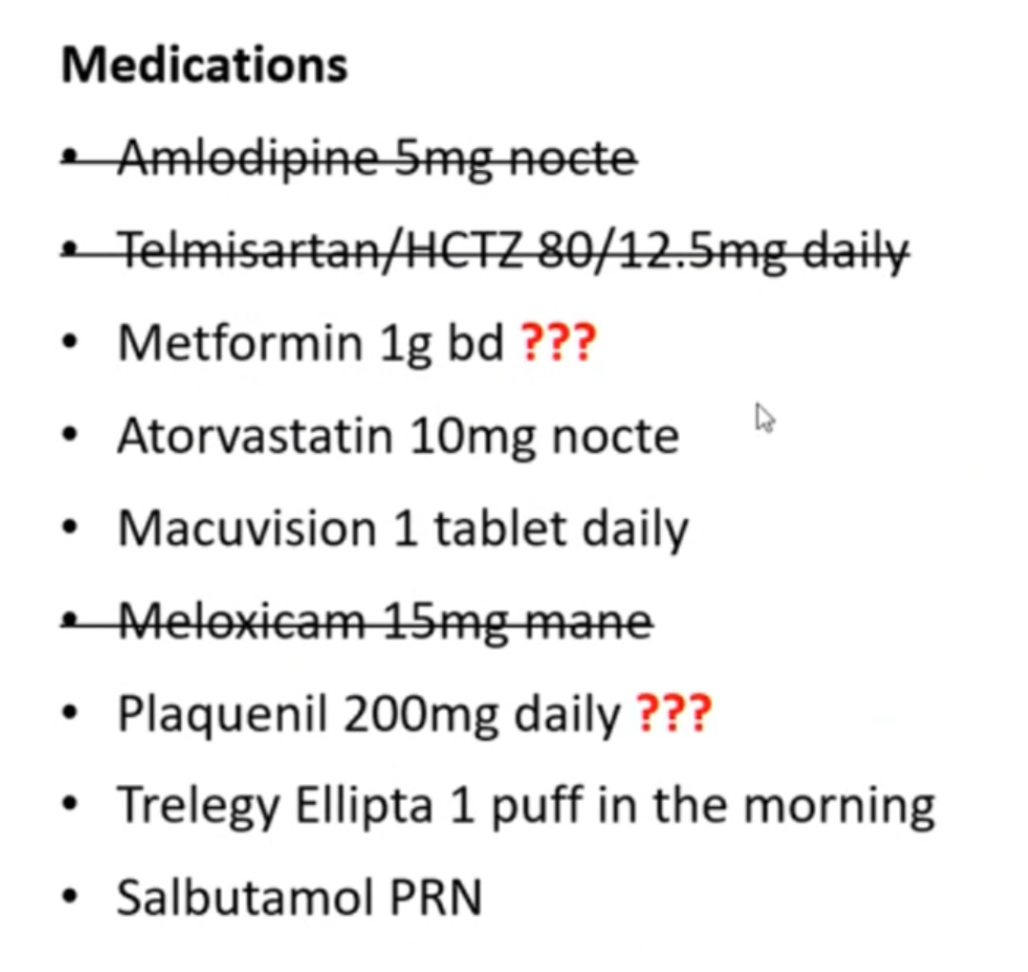 Medications
• Amlodipine 5mg nocte
• Telmisartan/HCTZ 80/12.5mg daily
• Metformin 1g bd ???
• Atorvastatin 10mg nocte
• Macuvision 1 tablet daily
• Meloxicam 15mg mane
• Plaquenil 200mg daily ???
• Trelegy Ellipta 1 puff in the morning
• Salbutamol PRN